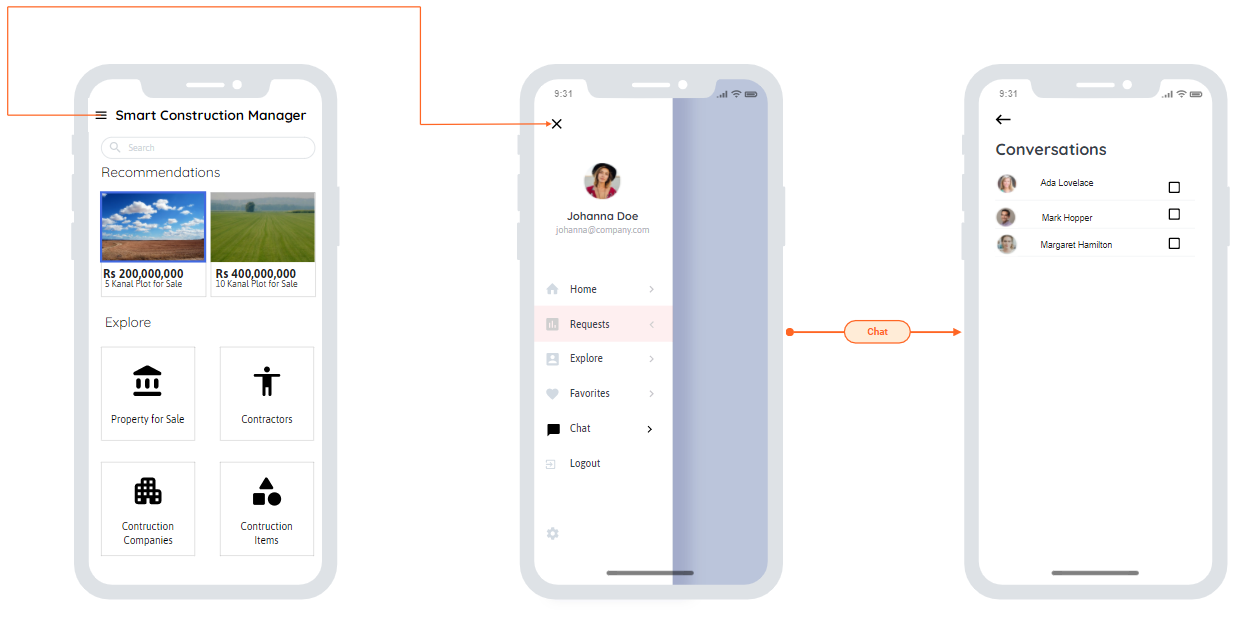 Smart Construction Manager
Search
Recommendations
Rs 200,000,000
5 Kanal Plot for Sale
Rs 400,000,000
10 Kanal Plot for Sale
Explore
Property for Sale
Contractors
Contruction
Companies
Contruction
Items
9:31
Johanna Doe
johanna@company.com
Home
Requests
Explore
Favorites
Chat
Logout
Chat
9:31
Conversations
Ada Lovelace
Mark Hopper
Margaret Hamilton